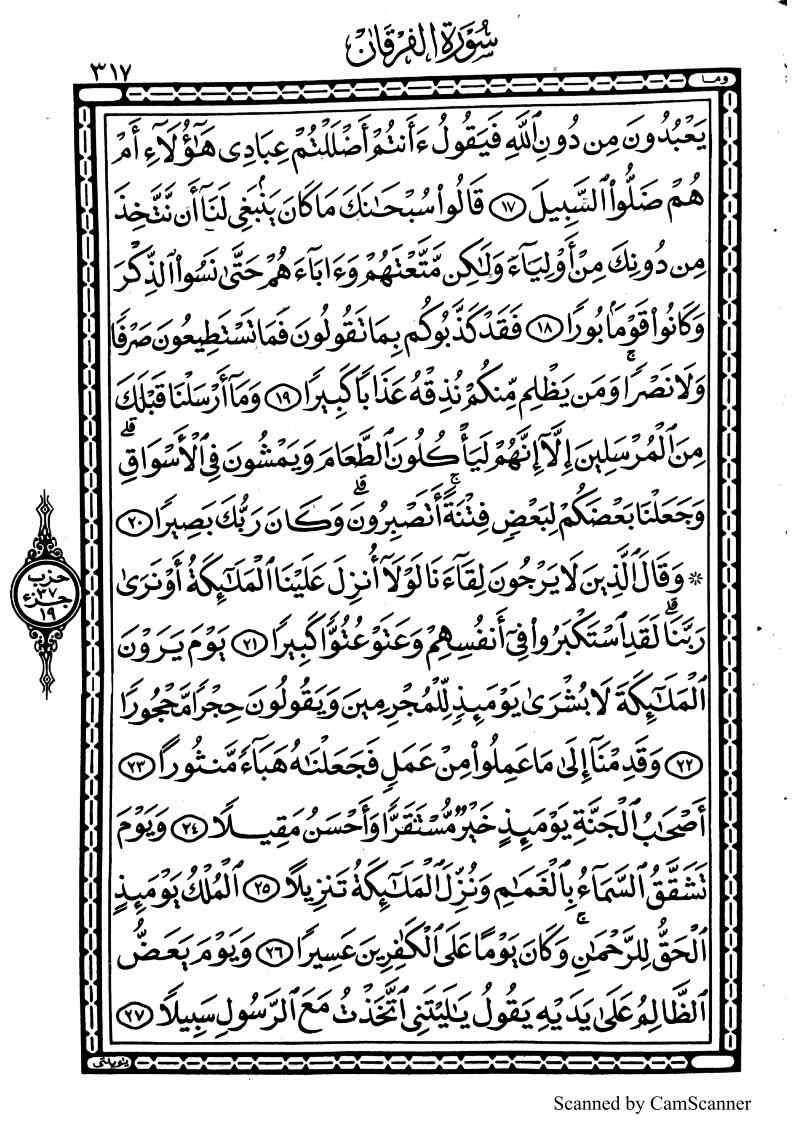 سُورَةُ الفُرْقَان
٣١٧
وما
يَعْبُدُونَ مِن دُونِ ٱللَّهِ فَيَقُولُ ءَأَنتُمْ أَضْلَلْتُمْ عِبَادِى هَٰٓؤُلَآءِ أَمْ
هُمْ ضَلُّوا۟ ٱلسَّبِيلَ ١٧ قَالُوا۟ سُبْحَٰنَكَ مَا كَانَ يَنۢبَغِى لَنَآ أَن نَّتَّخِذَ
مِن دُونِكَ مِنْ أَوْلِيَآءَ وَلَٰكِن مَّتَّعْتَهُمْ وَءَابَآءَهُمْ حَتَّىٰ نَسُوا۟ ٱلذِّكْرَ
وَكَانُوا۟ قَوْمًۢا بُورًا ١٨ فَقَدْ كَذَّبُوكُم بِمَا تَقُولُونَ فَمَا تَسْتَطِيعُونَ صَرْفًا
وَلَا نَصْرًا ۚ وَمَن يَظْلِم مِّنكُمْ نُذِقْهُ عَذَابًا كَبِيرًا ١٩ وَمَآ أَرْسَلْنَا قَبْلَكَ
مِنَ ٱلْمُرْسَلِينَ إِلَّآ إِنَّهُمْ لَيَأْكُلُونَ ٱلطَّعَامَ وَيَمْشُونَ فِى ٱلْأَسْوَاقِ ۗ
وَجَعَلْنَا بَعْضَكُمْ لِبَعْضٍ فِتْنَةً ۚ أَتَصْبِرُونَ ۗ وَكَانَ رَبُّكَ بَصِيرًا ٢٠
* وَقَالَ ٱلَّذِينَ لَا يَرْجُونَ لِقَآءَنَا لَوْلَآ أُنزِلَ عَلَيْنَا ٱلْمَلَٰٓئِكَةُ أَوْ نَرَىٰ
رَبَّنَا ۗ لَقَدِ ٱسْتَكْبَرُوا۟ فِىٓ أَنفُسِهِمْ وَعَتَوْ عُتُوًّا كَبِيرًا ٢١ يَوْمَ يَرَوْنَ
ٱلْمَلَٰٓئِكَةَ لَا بُشْرَىٰ يَوْمَئِذٍ لِّلْمُجْرِمِينَ وَيَقُولُونَ حِجْرًا مَّحْجُورًا
٢٢ وَقَدِمْنَآ إِلَىٰ مَا عَمِلُوا۟ مِنْ عَمَلٍ فَجَعَلْنَٰهُ هَبَآءً مَّنثُورًا ٢٣
أَصْحَٰبُ ٱلْجَنَّةِ يَوْمَئِذٍ خَيْرٌ مُّسْتَقَرًّا وَأَحْسَنُ مَقِيلًا ٢٤ وَيَوْمَ
تَشَقَّقُ ٱلسَّمَآءُ بِٱلْغَمَٰمِ وَنُزِّلَ ٱلْمَلَٰٓئِكَةُ تَنزِيلًا ٢٥ ٱلْمُلْكُ يَوْمَئِذٍ
ٱلْحَقُّ لِلرَّحْمَٰنِ ۚ وَكَانَ يَوْمًا عَلَى ٱلْكَٰفِرِينَ عَسِيرًا ٢٦ وَيَوْمَ يَعَضُّ
ٱلظَّالِمُ عَلَىٰ يَدَيْهِ يَقُولُ يَٰلَيْتَنِى ٱتَّخَذْتُ مَعَ ٱلرَّسُولِ سَبِيلًا ٢٧
حزب
٣٧
جزء
١٩
يٰويلتى
Scanned by CamScanner